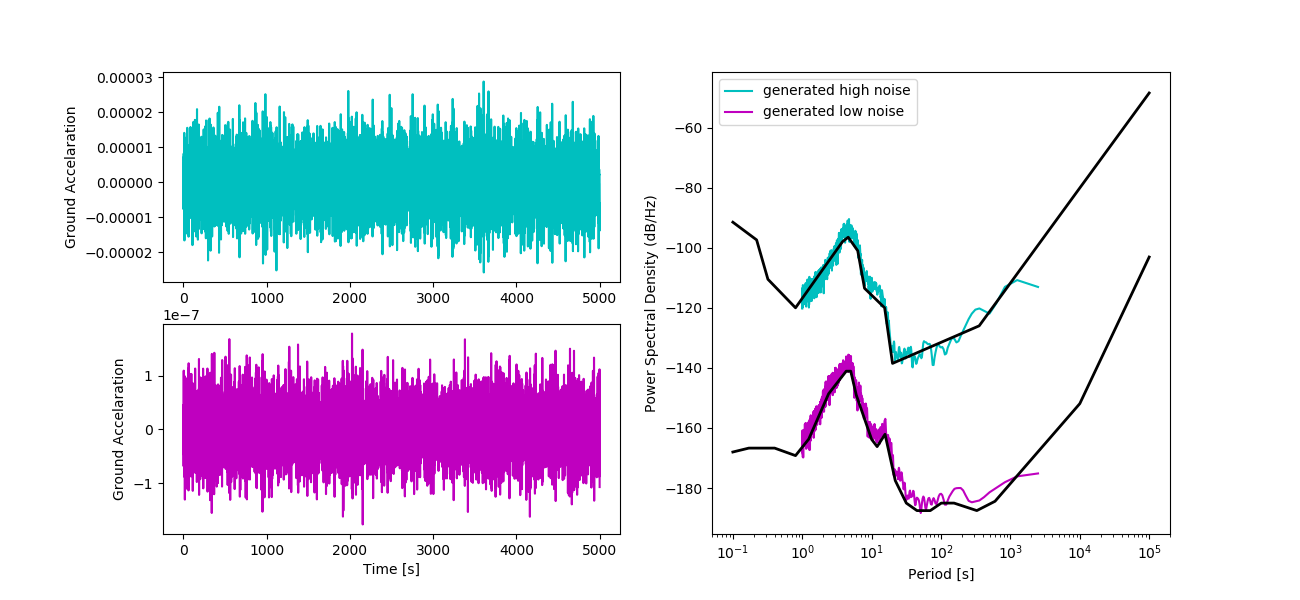 Ground Accelaration
0.00003
0.00002
0.00001
0.00000
−0.00001
−0.00002
0 1000 2000 3000 4000 5000
1e−7
Ground Accelaration
1
0
−1
0 1000 2000 3000 4000 5000
Time [s]
generated high noise
generated low noise
Power Spectral Density (dB/Hz)
−60
−80
−100
−120
−140
−160
−180
10⁻¹ 10⁰ 10¹ 10² 10³ 10⁴ 10⁵
Period [s]